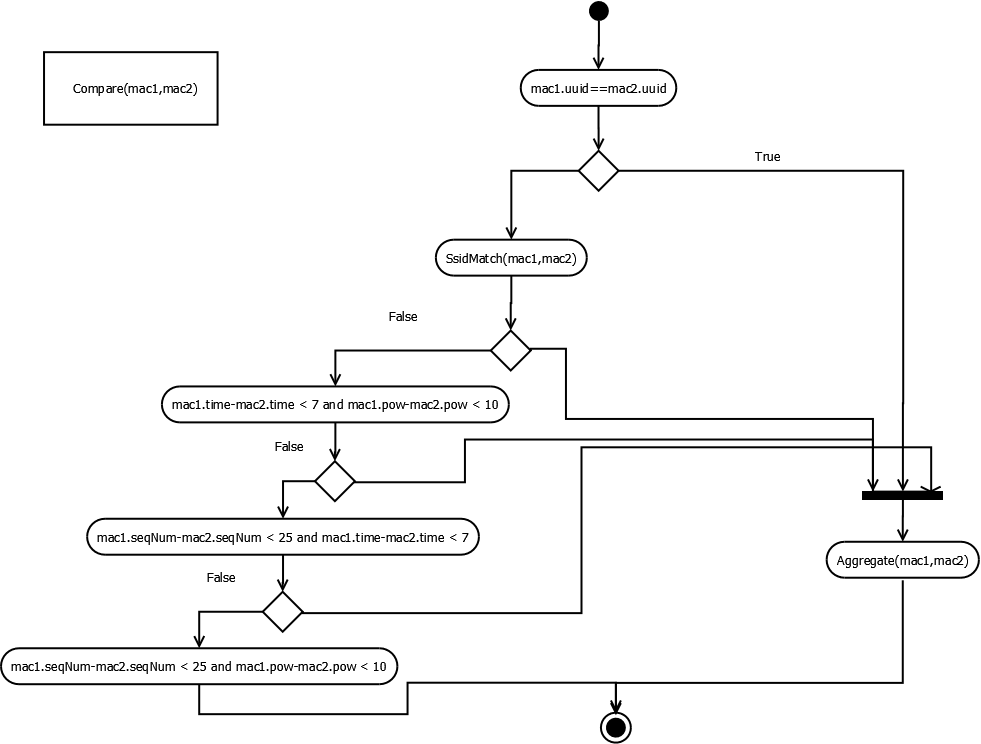 Compare(mac1,mac2)
mac1.uuid==mac2.uuid
True
SsidMatch(mac1,mac2)
False
mac1.time-mac2.time < 7 and mac1.pow-mac2.pow < 10
False
mac1.seqNum-mac2.seqNum < 25 and mac1.time-mac2.time < 7
Aggregate(mac1,mac2)
False
mac1.seqNum-mac2.seqNum < 25 and mac1.pow-mac2.pow < 10